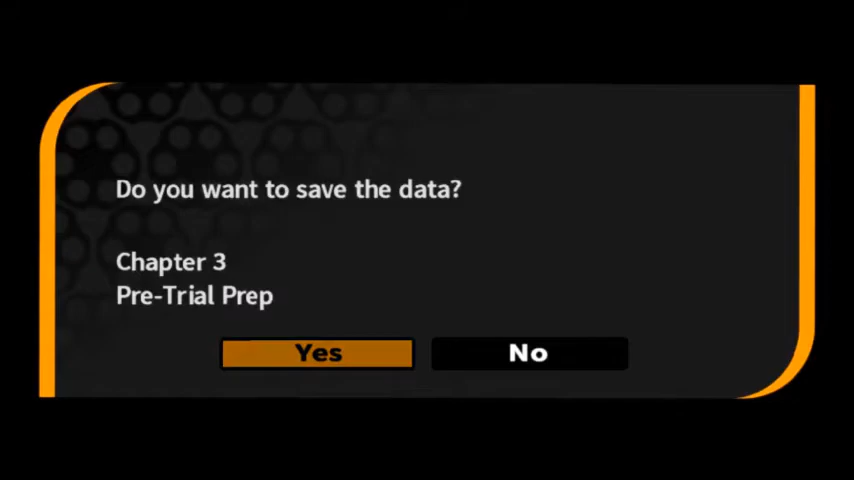 Do you want to save the data?
Chapter 3
Pre-Trial Prep
Yes No